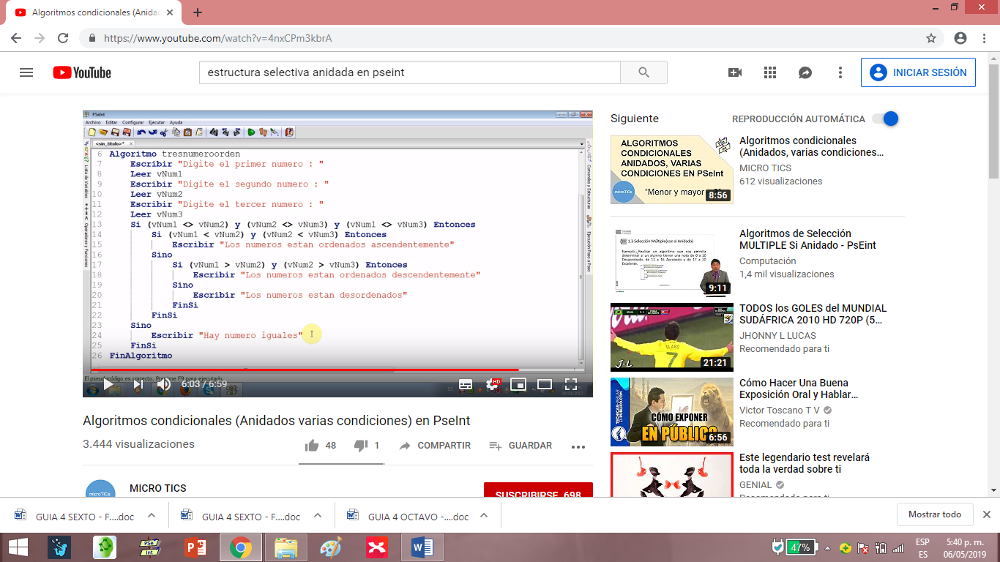 Algoritmos condicionales (Anidad
https://www.youtube.com/watch?v=4nxCPm3kbrA
YouTube
estructura selectiva anidada en pseint
INICIAR SESIÓN
PSeInt
Archivo Editar Configurar Ejecutar Ayuda
<sin_titulo>*
6 Algoritmo tresnumeroorden
7 Escribir "Digite el primer numero : "
8 Leer vNum1
9 Escribir "Digite el segundo numero : "
10 Leer vNum2
11 Escribir "Digite el tercer numero : "
12 Leer vNum3
13 Si (vNum1 <> vNum2) y (vNum2 <> vNum3) y (vNum1 <> vNum3) Entonces
14 Si (vNum1 < vNum2) y (vNum2 < vNum3) Entonces
15 Escribir "Los numeros estan ordenados ascendentemente"
16 Sino
17 Si (vNum1 > vNum2) y (vNum2 > vNum3) Entonces
18 Escribir "Los numeros estan ordenados descendentemente"
19 Sino
20 Escribir "Los numeros estan desordenados"
21 FinSi
22 FinSi
23 Sino
24 Escribir "Hay numero iguales"
25 FinSi
26 FinAlgoritmo
Lista de Variables
Operadores y Funciones
Comandos y Estructuras
Ejecución Paso a Paso
El pseudocódigo es correcto. Presione F9 para ejecutarlo.
6:03 / 6:59
HD
Algoritmos condicionales (Anidados varias condiciones) en PseInt
3.444 visualizaciones
48
1
COMPARTIR
GUARDAR
microTICs
MICRO TICS
SUSCRIBIRSE 698
Siguiente
REPRODUCCIÓN AUTOMÁTICA
ALGORITMOS
CONDICIONALES
ANIDADOS, VARIAS
CONDICIONES EN PSeInt
microTICs
"Menor y mayor
8:56
Algoritmos condicionales
(Anidados, varias condiciones...
MICRO TICS
612 visualizaciones
1.3 Selección Múltiple(con si Anidado)
Ejemplo: Realizar un algoritmo que nos permita
determinar si un alumno tienen una nota de 0 a 10
Desaprobado, de 11 a 16 Aprobado y de 17 a 20
Excelente.
9:11
Algoritmos de Selección
MULTIPLE Si Anidado - PsEint
Computación
1,4 mil visualizaciones
ELANO
7
J·L
21:21
TODOS los GOLES del MUNDIAL
SUDÁFRICA 2010 HD 720P (5...
JHONNY L LUCAS
Recomendado para ti
CÓMO EXPONER
EN PÚBLICO
6:56
Cómo Hacer Una Buena
Exposición Oral y Hablar...
Victor Toscano T V
Recomendado para ti
Este legendario test revelará
toda la verdad sobre ti
GENIAL
Recomendado para ti
GUIA 4 SEXTO - F....doc
GUIA 4 SEXTO - F....doc
GUIA 4 OCTAVO -....doc
Mostrar todo
PSe
Int
47%
ESP
ES
5:40 p. m.
06/05/2019